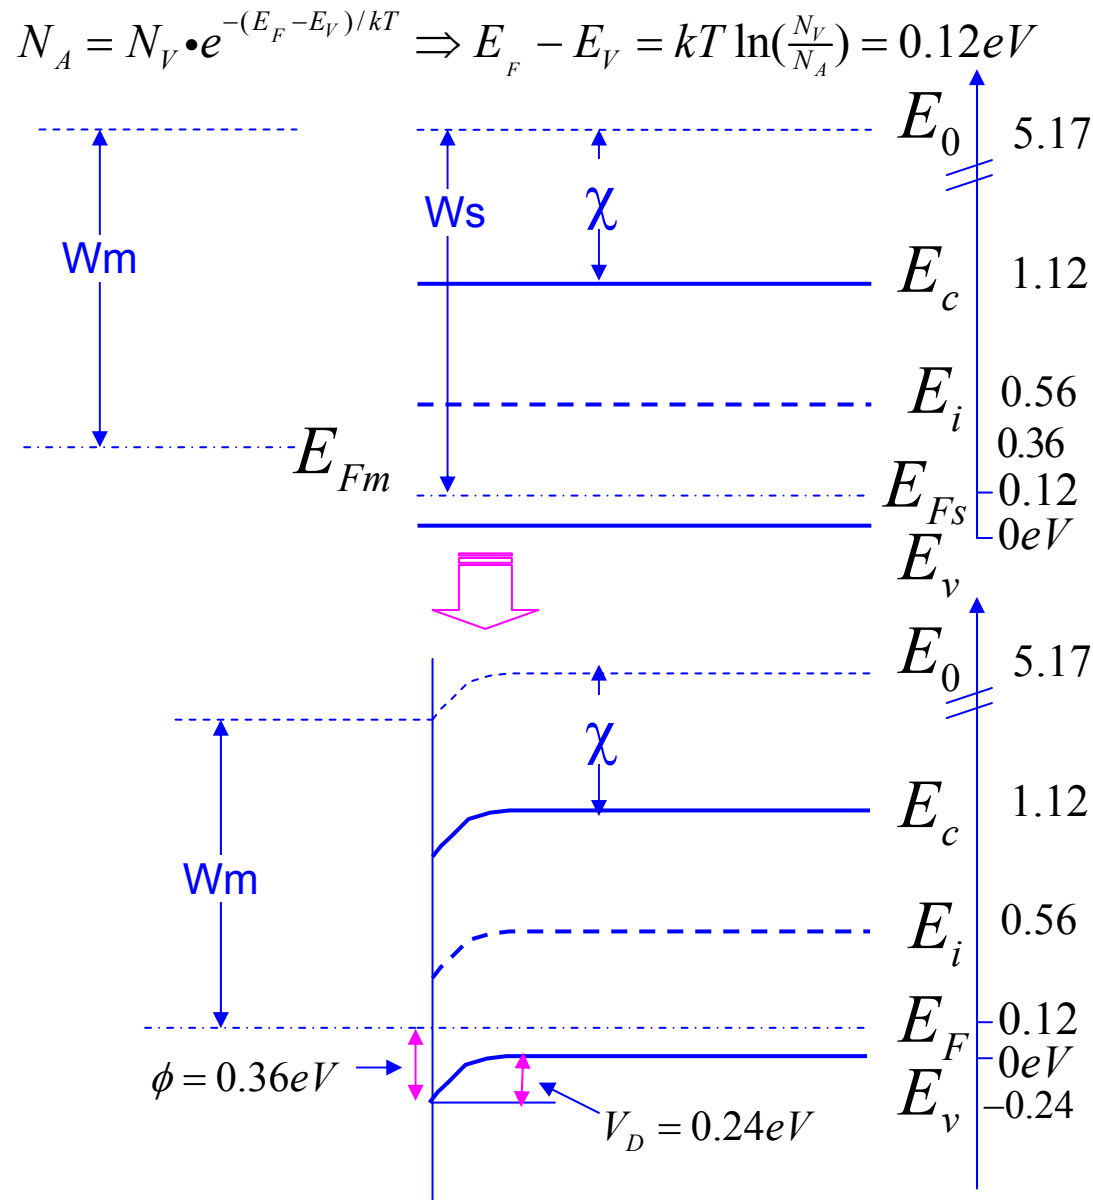 N_A = N_V•e^{-(E_F-E_V)/kT} ⇒ E_F - E_V = kT ln(N_V/N_A) = 0.12eV
E_0 5.17
Ws χ
Wm
E_c 1.12
E_i 0.56
0.36
E_Fm
E_Fs 0.12
0eV
E_v
E_0 5.17
χ
E_c 1.12
Wm
E_i 0.56
E_F 0.12
0eV
ϕ = 0.36eV
E_v -0.24
V_D = 0.24eV